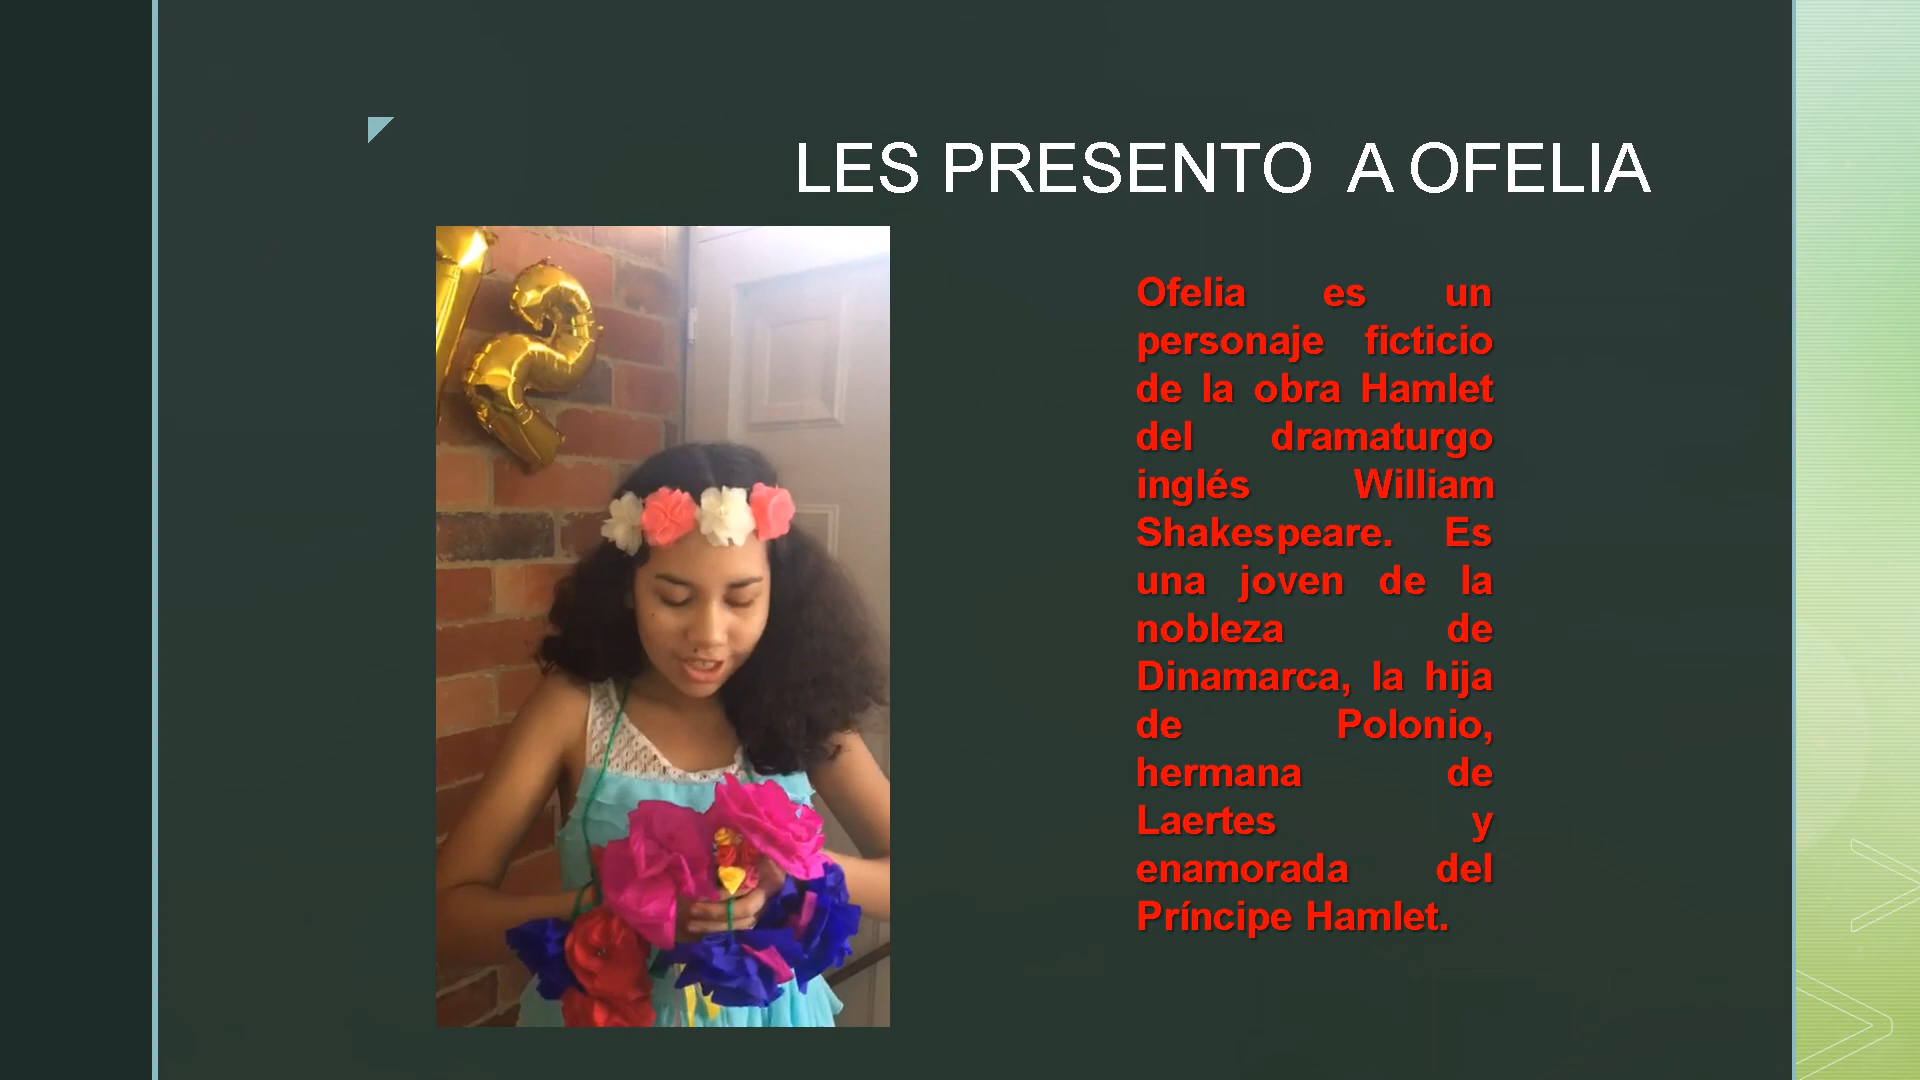 LES PRESENTO  A OFELIA
Ofelia es un
personaje ficticio
de la obra Hamlet
del dramaturgo
inglés William
Shakespeare. Es
una joven de la
nobleza de
Dinamarca, la hija
de Polonio,
hermana de
Laertes y
enamorada del
Príncipe Hamlet.